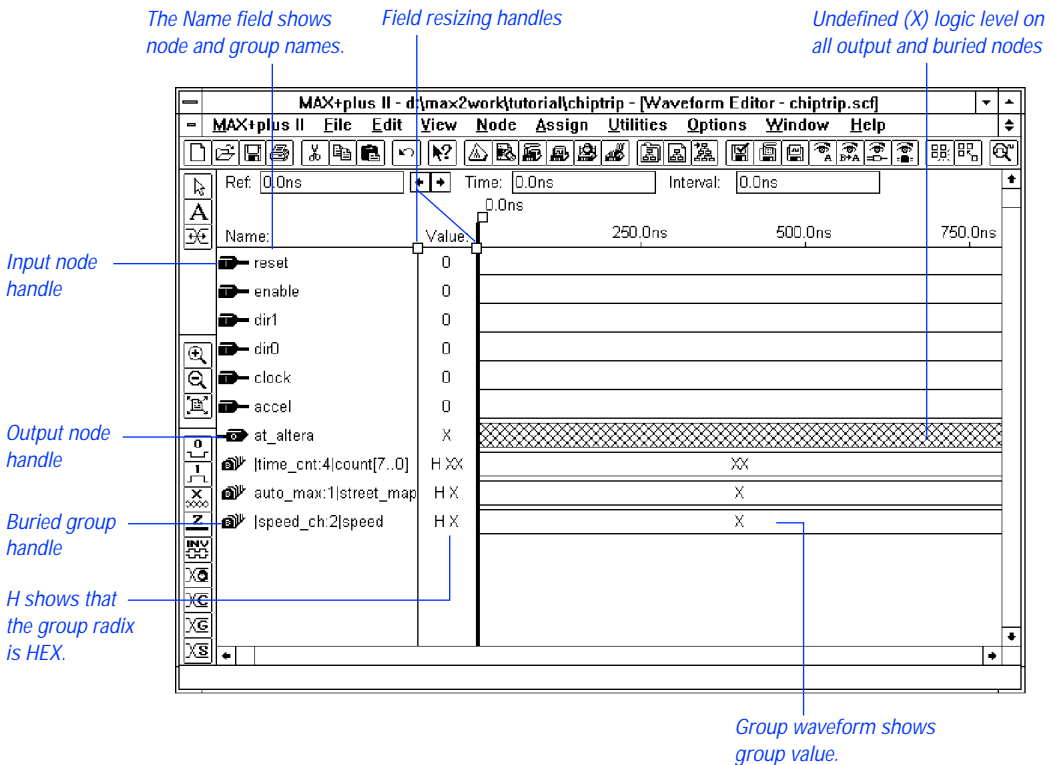 The Name field shows
node and group names.
Field resizing handles
Undefined (X) logic level on
all output and buried nodes
MAX+plus II - d:\max2work\tutorial\chiptrip - [Waveform Editor - chiptrip.scf]
MAX+plus II File Edit View Node Assign Utilities Options Window Help
Ref: 0.0ns Time: 0.0ns Interval: 0.0ns
0.0ns
Name: Value: 250.0ns 500.0ns 750.0ns
Input node
handle
reset 0
enable 0
dir1 0
dir0 0
clock 0
accel 0
Output node
handle
at_altera X
|time_cnt:4|count[7..0] H XX XX
auto_max:1|street_map H X X
Buried group
handle
|speed_ch:2|speed H X X
H shows that
the group radix
is HEX.
Group waveform shows
group value.